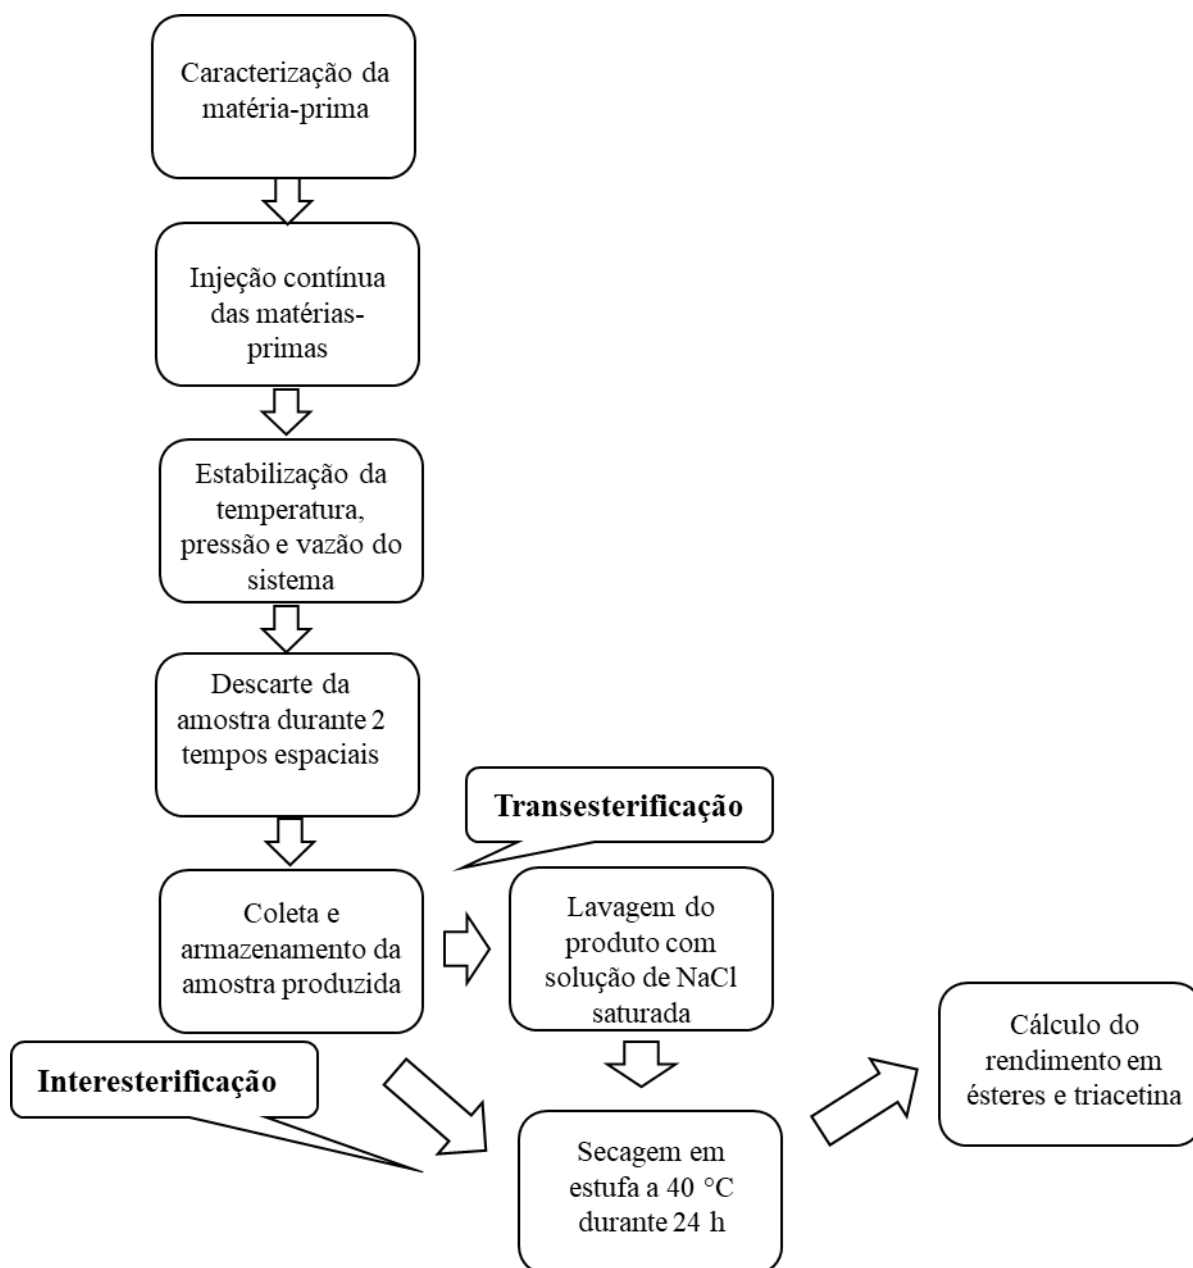 Caracterização da
matéria-prima
Injeção contínua
das matérias-
primas
Estabilização da
temperatura,
pressão e vazão do
sistema
Descarte da
amostra durante 2
tempos espaciais
Transesterificação
Coleta e
armazenamento da
amostra produzida
Lavagem do
produto com
solução de NaCl
saturada
Interesterificação
Secagem em
estufa a 40 °C
durante 24 h
Cálculo do
rendimento em
ésteres e triacetina